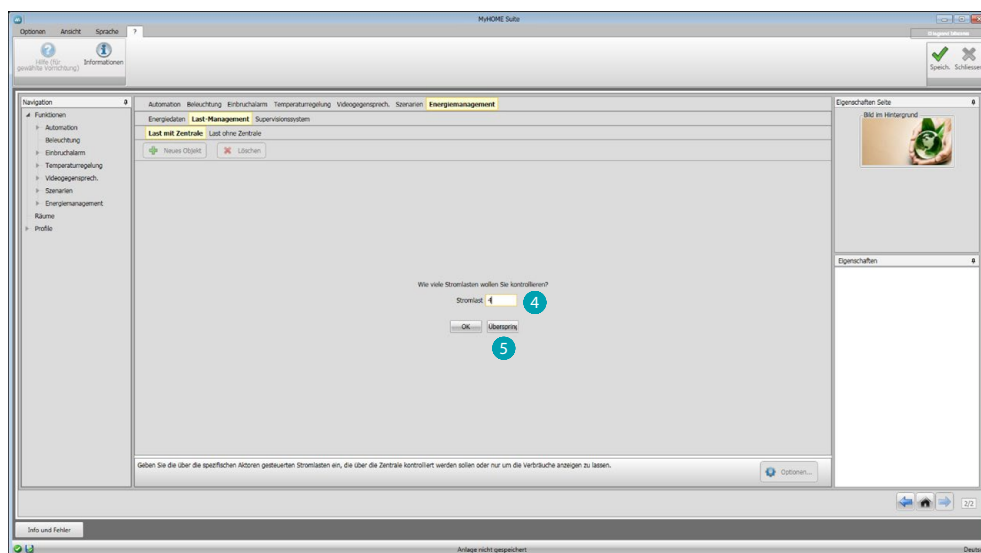 MyHOME Suite
Optionen Ansicht Sprache ?
Hilfe (für gewählte Vorrichtung)
Informationen
Speich. Schliessen
Navigation
Funktionen
Automation
Beleuchtung
Einbruchalarm
Temperaturregelung
Videogegensprech.
Szenarien
Energiemanagement
Räume
Profile
Automation Beleuchtung Einbruchalarm Temperaturregelung Videogegensprech. Szenarien Energiemanagement
Energiedaten Last-Management Supervisionssystem
Last mit Zentrale Last ohne Zentrale
Neues Objekt Löschen
Wie viele Stromlasten wollen Sie kontrollieren?
Stromlast 4
4
OK Überspring
5
Geben Sie die über die spezifischen Aktoren gesteuerten Stromlasten ein, die über die Zentrale kontrolliert werden sollen oder nur um die Verbräuche anzeigen zu lassen.
Optionen...
Eigenschaften Seite
Bild im Hintergrund
Eigenschaften
2/2
Info und Fehler
Anlage nicht gespeichert